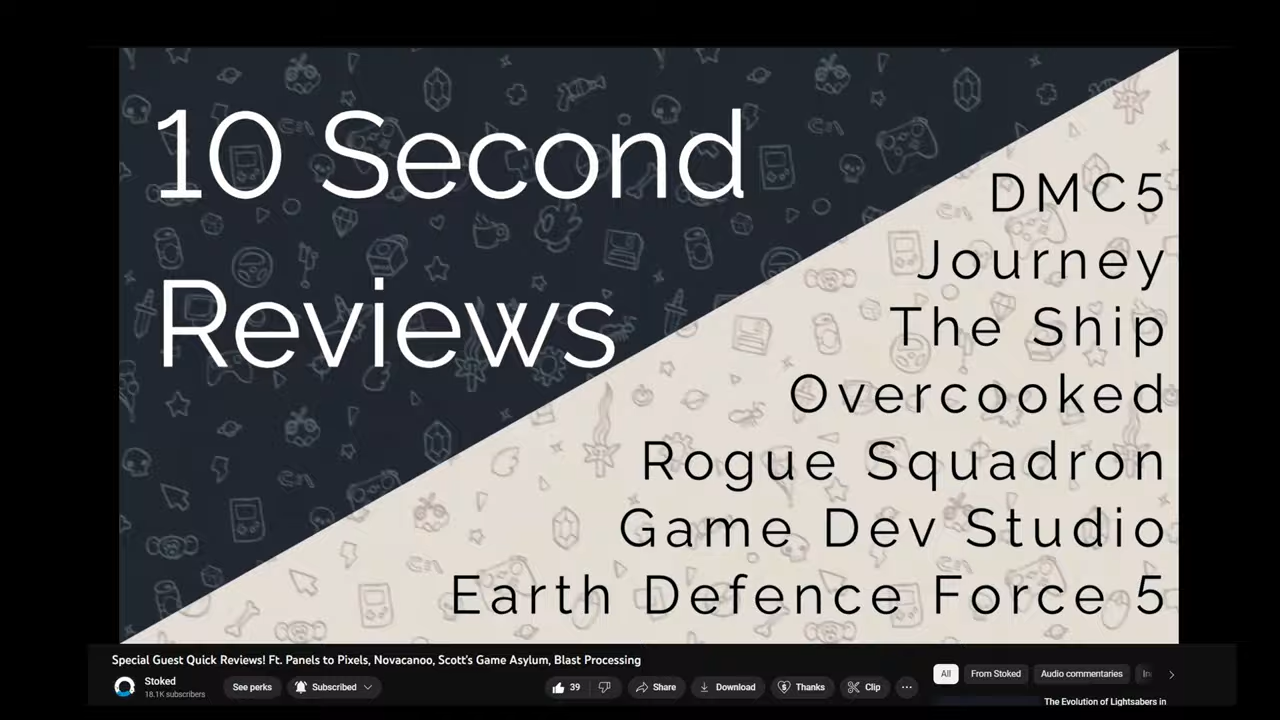 10 Second
Reviews
DMC5
Journey
The Ship
Overcooked
Rogue Squadron
Game Dev Studio
Earth Defence Force 5
Special Guest Quick Reviews! Ft. Panels to Pixels, Novacanoo, Scott's Game Asylum, Blast Processing
Stoked
18.1K subscribers
See perks
Subscribed
39
Share
Download
Thanks
Clip
All
From Stoked
Audio commentaries
The Evolution of Lightsabers in